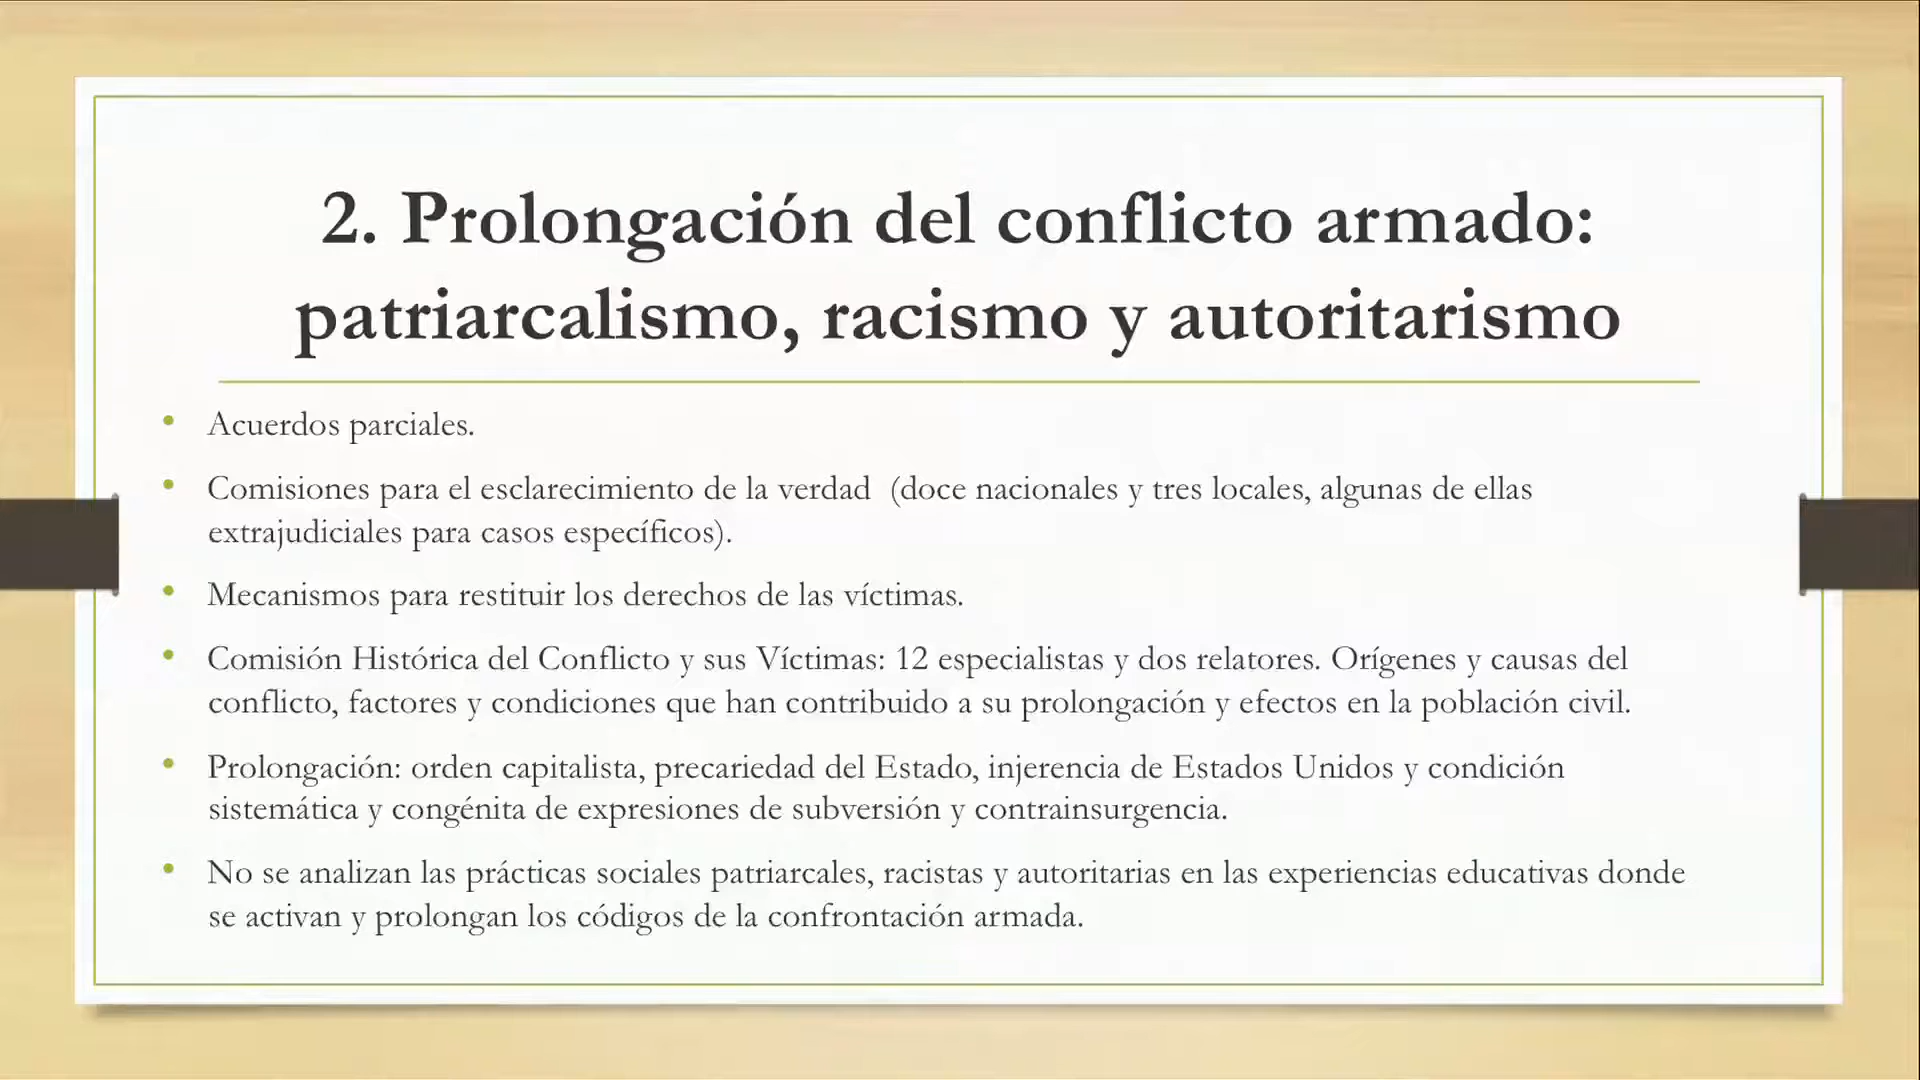 2. Prolongación del conflicto armado:
patriarcalismo, racismo y autoritarismo
• Acuerdos parciales.
• Comisiones para el esclarecimiento de la verdad  (doce nacionales y tres locales, algunas de ellas
extrajudiciales para casos específicos).
• Mecanismos para restituir los derechos de las víctimas.
• Comisión Histórica del Conflicto y sus Víctimas: 12 especialistas y dos relatores. Orígenes y causas del
conflicto, factores y condiciones que han contribuido a su prolongación y efectos en la población civil.
• Prolongación: orden capitalista, precariedad del Estado, injerencia de Estados Unidos y condición
sistemática y congénita de expresiones de subversión y contrainsurgencia.
• No se analizan las prácticas sociales patriarcales, racistas y autoritarias en las experiencias educativas donde
se activan y prolongan los códigos de la confrontación armada.